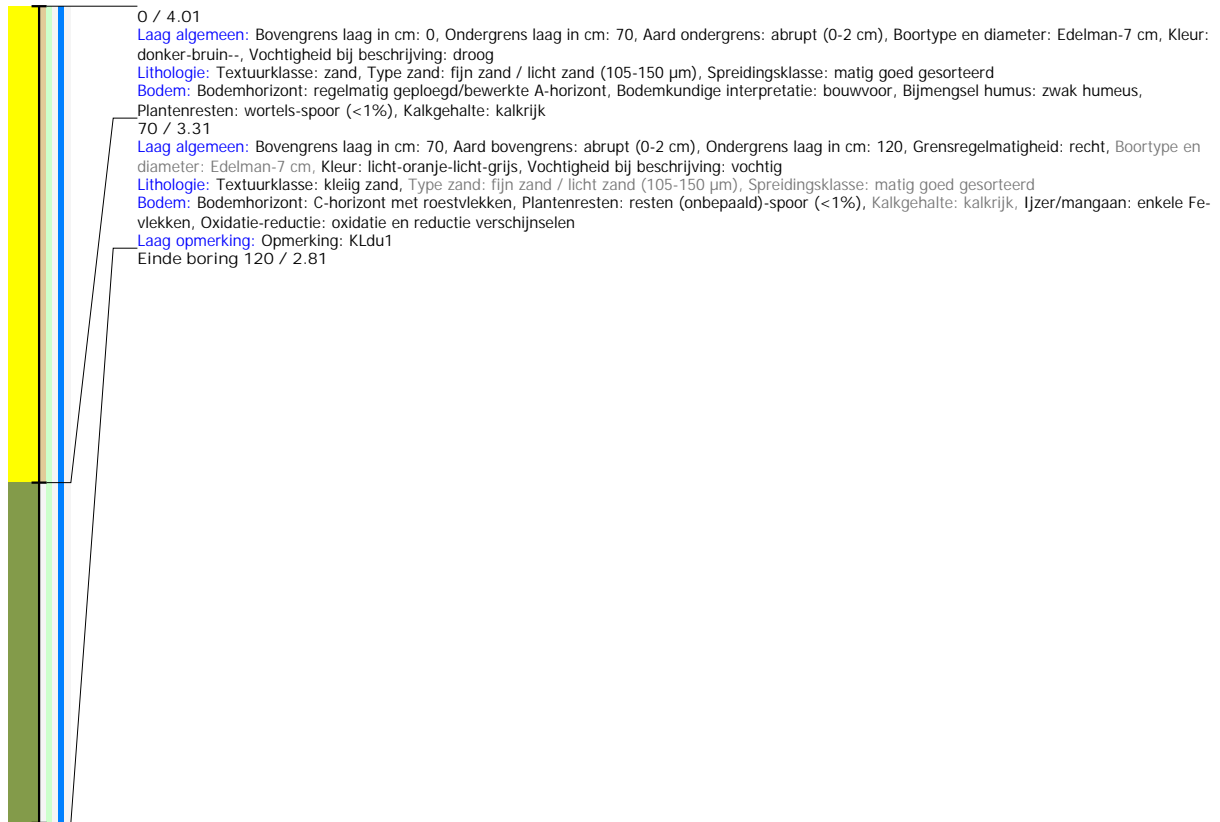 0 / 4.01
Laag algemeen: Bovengrens laag in cm: 0, Ondergrens laag in cm: 70, Aard ondergrens: abrupt (0-2 cm), Boortype en diameter: Edelman-7 cm, Kleur:
donker-bruin--, Vochtigheid bij beschrijving: droog
Lithologie: Textuurklasse: zand, Type zand: fijn zand / licht zand (105-150 µm), Spreidingsklasse: matig goed gesorteerd
Bodem: Bodemhorizont: regelmatig geploegd/bewerkte A-horizont, Bodemkundige interpretatie: bouwvoor, Bijmengsel humus: zwak humeus,
Plantenresten: wortels-spoor (<1%), Kalkgehalte: kalkrijk
70 / 3.31
Laag algemeen: Bovengrens laag in cm: 70, Aard bovengrens: abrupt (0-2 cm), Ondergrens laag in cm: 120, Grensregelmatigheid: recht, Boortype en
diameter: Edelman-7 cm, Kleur: licht-oranje-licht-grijs, Vochtigheid bij beschrijving: vochtig
Lithologie: Textuurklasse: kleiig zand, Type zand: fijn zand / licht zand (105-150 µm), Spreidingsklasse: matig goed gesorteerd
Bodem: Bodemhorizont: C-horizont met roestvlekken, Plantenresten: resten (onbepaald)-spoor (<1%), Kalkgehalte: kalkrijk, Ijzer/mangaan: enkele Fe-
vlekken, Oxidatie-reductie: oxidatie en reductie verschijnselen
Laag opmerking: Opmerking: KLdu1
Einde boring 120 / 2.81